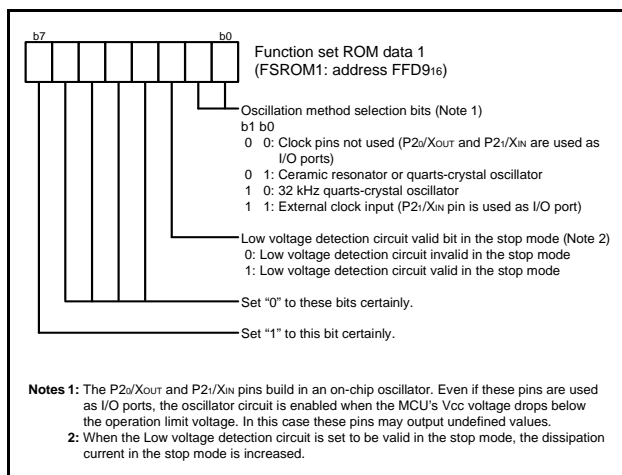 b7 b0
Function set ROM data 1
(FSROM1: address FFD916)
Oscillation method selection bits (Note 1)
b1 b0
0 0: Clock pins not used (P20/XOUT and P21/XIN are used as
I/O ports)
0 1: Ceramic resonator or quarts-crystal oscillator
1 0: 32 kHz quarts-crystal oscillator
1 1: External clock input (P21/XIN pin is used as I/O port)
Low voltage detection circuit valid bit in the stop mode (Note 2)
0: Low voltage detection circuit invalid in the stop mode
1: Low voltage detection circuit valid in the stop mode
Set “0” to these bits certainly.
Set “1” to this bit certainly.
Notes 1: The P20/XOUT and P21/XIN pins build in an on-chip oscillator. Even if these pins are used
as I/O ports, the oscillator circuit is enabled when the MCU's Vcc voltage drops below
the operation limit voltage. In this case these pins may output undefined values.
2: When the Low voltage detection circuit is set to be valid in the stop mode, the dissipation
current in the stop mode is increased.